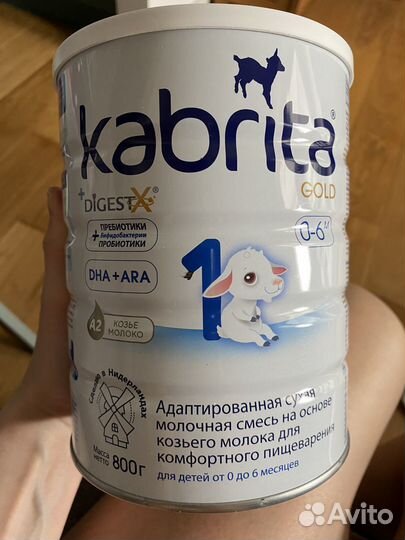 kabrita®
GOLD
+DIGESTX®
ПРЕБИОТИКИ
+ Бифидобактерии
ПРОБИОТИКИ
0-6
DHA+ARA
1
A2 КОЗЬЕ
МОЛОКО
Сделано в Нидерландах
Масса
нетто 800г
Адаптированная сухая
молочная смесь на основе
козьего молока для
комфортного пищеварения
для детей от 0 до 6 месяцев
Avito